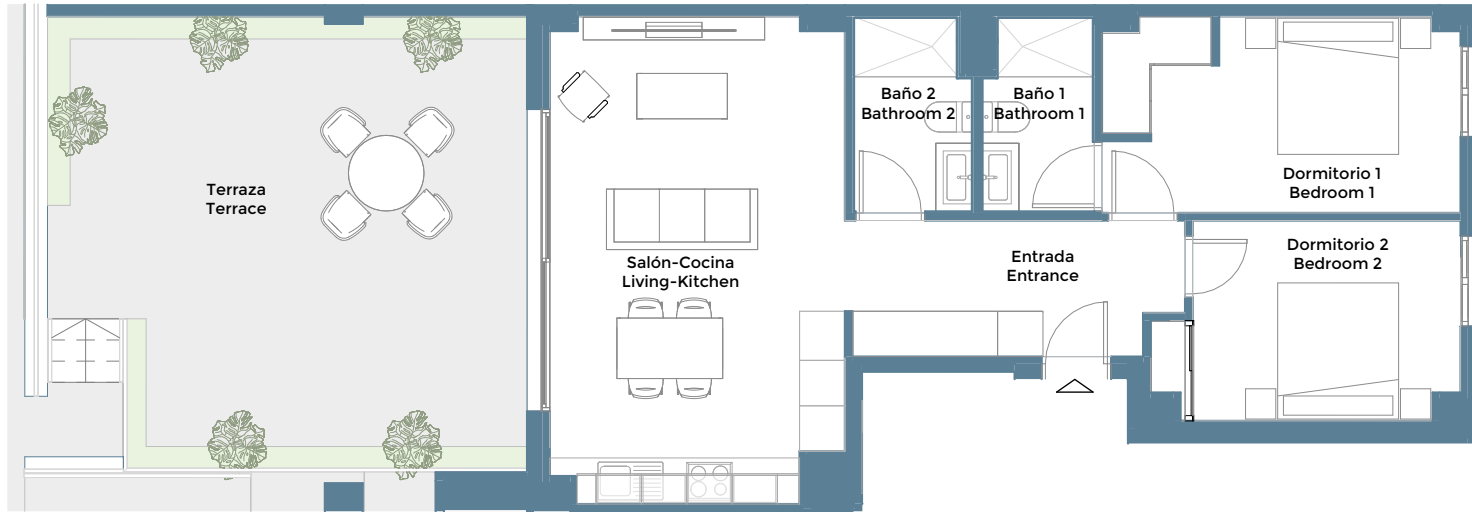 Terraza
Terrace
Salón-Cocina
Living-Kitchen
Baño 2
Bathroom 2
Baño 1
Bathroom 1
Entrada
Entrance
Dormitorio 1
Bedroom 1
Dormitorio 2
Bedroom 2